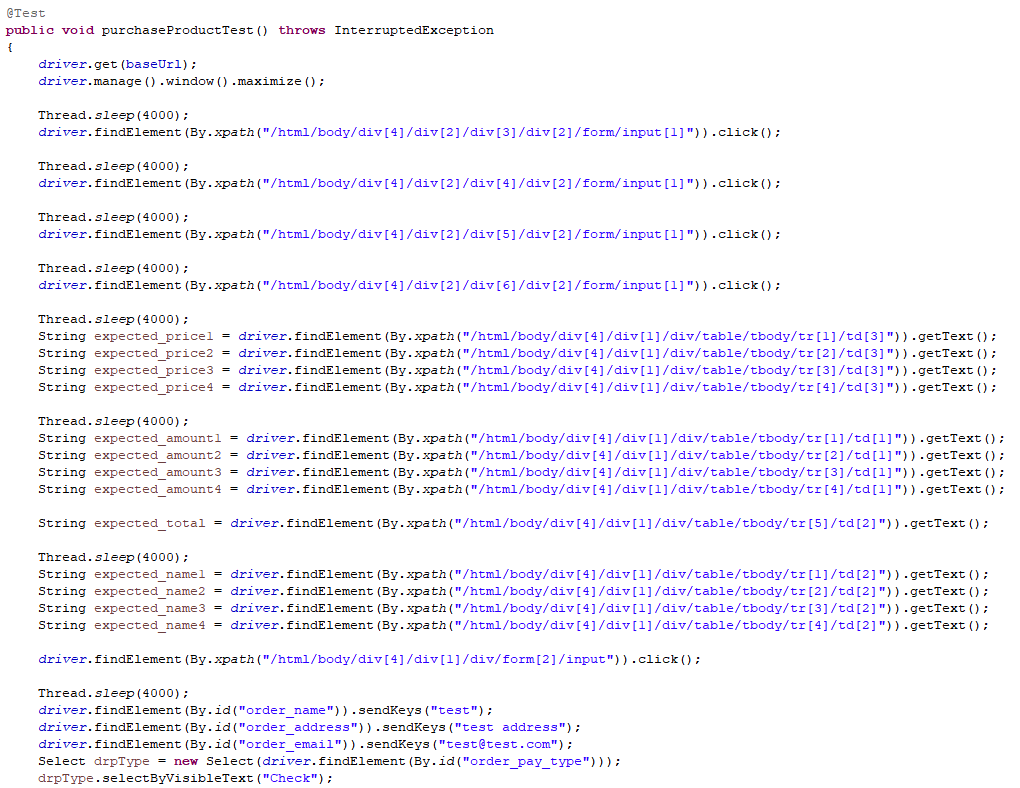 @Test
public void purchaseProductTest() throws InterruptedException
{
driver.get(baseUrl);
driver.manage().window().maximize();
Thread.sleep(4000);
driver.findElement(By.xpath("/html/body/div[4]/div[2]/div[3]/div[2]/form/input[1]")).click();
Thread.sleep(4000);
driver.findElement(By.xpath("/html/body/div[4]/div[2]/div[4]/div[2]/form/input[1]")).click();
Thread.sleep(4000);
driver.findElement(By.xpath("/html/body/div[4]/div[2]/div[5]/div[2]/form/input[1]")).click();
Thread.sleep(4000);
driver.findElement(By.xpath("/html/body/div[4]/div[2]/div[6]/div[2]/form/input[1]")).click();
Thread.sleep(4000);
String expected_price1 = driver.findElement(By.xpath("/html/body/div[4]/div[1]/div/table/tbody/tr[1]/td[3]")).getText();
String expected_price2 = driver.findElement(By.xpath("/html/body/div[4]/div[1]/div/table/tbody/tr[2]/td[3]")).getText();
String expected_price3 = driver.findElement(By.xpath("/html/body/div[4]/div[1]/div/table/tbody/tr[3]/td[3]")).getText();
String expected_price4 = driver.findElement(By.xpath("/html/body/div[4]/div[1]/div/table/tbody/tr[4]/td[3]")).getText();
Thread.sleep(4000);
String expected_amount1 = driver.findElement(By.xpath("/html/body/div[4]/div[1]/div/table/tbody/tr[1]/td[1]")).getText();
String expected_amount2 = driver.findElement(By.xpath("/html/body/div[4]/div[1]/div/table/tbody/tr[2]/td[1]")).getText();
String expected_amount3 = driver.findElement(By.xpath("/html/body/div[4]/div[1]/div/table/tbody/tr[3]/td[1]")).getText();
String expected_amount4 = driver.findElement(By.xpath("/html/body/div[4]/div[1]/div/table/tbody/tr[4]/td[1]")).getText();
String expected_total = driver.findElement(By.xpath("/html/body/div[4]/div[1]/div/table/tbody/tr[5]/td[2]")).getText();
Thread.sleep(4000);
String expected_name1 = driver.findElement(By.xpath("/html/body/div[4]/div[1]/div/table/tbody/tr[1]/td[2]")).getText();
String expected_name2 = driver.findElement(By.xpath("/html/body/div[4]/div[1]/div/table/tbody/tr[2]/td[2]")).getText();
String expected_name3 = driver.findElement(By.xpath("/html/body/div[4]/div[1]/div/table/tbody/tr[3]/td[2]")).getText();
String expected_name4 = driver.findElement(By.xpath("/html/body/div[4]/div[1]/div/table/tbody/tr[4]/td[2]")).getText();
driver.findElement(By.xpath("/html/body/div[4]/div[1]/div/form[2]/input")).click();
Thread.sleep(4000);
driver.findElement(By.id("order_name")).sendKeys("test");
driver.findElement(By.id("order_address")).sendKeys("test address");
driver.findElement(By.id("order_email")).sendKeys("test@test.com");
Select drpType = new Select(driver.findElement(By.id("order_pay_type")));
drpType.selectByVisibleText("Check");